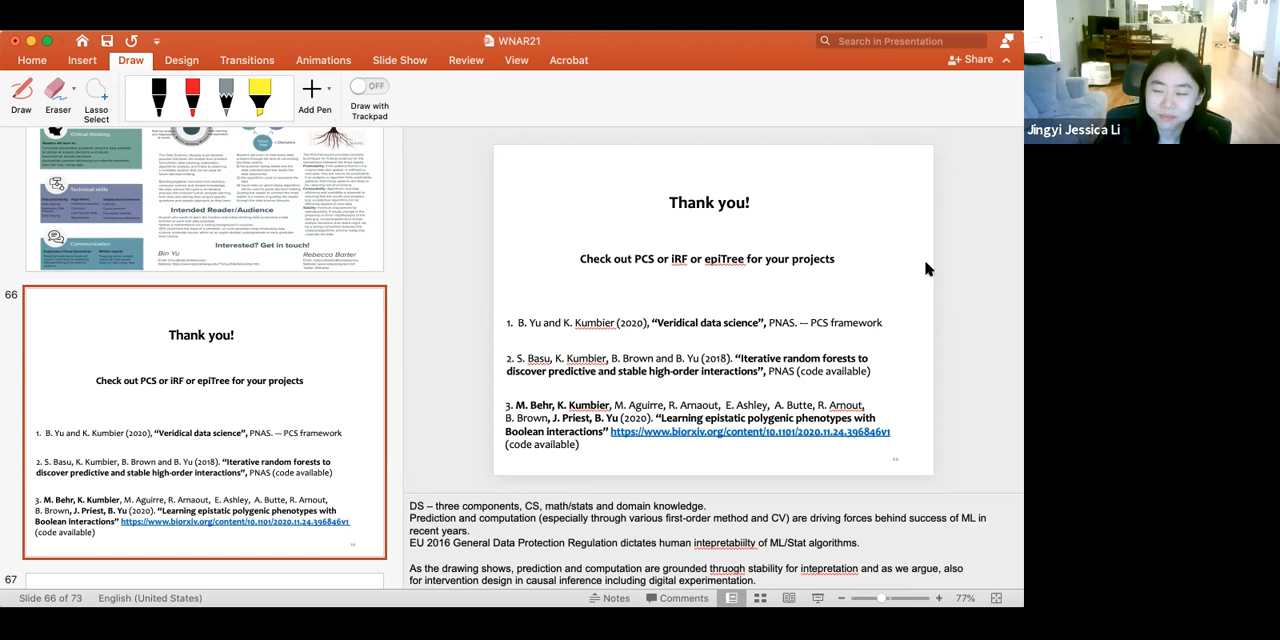 WNAR21
Search in Presentation
Home Insert Draw Design Transitions Animations Slide Show Review View Acrobat
Share
Draw Eraser Lasso Select
Add Pen
OFF
Draw with Trackpad
Jingyi Jessica Li
Critical thinking
Technical skills
Communication
Intended Reader/Audience
Interested? Get in touch!
Bin Yu
Rebecca Barter
66
Thank you!
Check out PCS or iRF or epiTree for your projects
1. B. Yu and K. Kumbier (2020), “Veridical data science”, PNAS. — PCS framework
2. S. Basu, K. Kumbier, B. Brown and B. Yu (2018). “Iterative random forests to
discover predictive and stable high-order interactions”, PNAS (code available)
3. M. Behr, K. Kumbier, M. Aguirre, R. Arnaout, E. Ashley, A. Butte, R. Arnout,
B. Brown, J. Priest, B. Yu (2020). “Learning epistatic polygenic phenotypes with
Boolean interactions” https://www.biorxiv.org/content/10.1101/2020.11.24.396846v1
(code available)
67
Thank you!
Check out PCS or iRF or epiTree for your projects
1. B. Yu and K. Kumbier (2020), “Veridical data science”, PNAS. — PCS framework
2. S. Basu, K. Kumbier, B. Brown and B. Yu (2018). “Iterative random forests to
discover predictive and stable high-order interactions”, PNAS (code available)
3. M. Behr, K. Kumbier, M. Aguirre, R. Arnaout, E. Ashley, A. Butte, R. Arnout,
B. Brown, J. Priest, B. Yu (2020). “Learning epistatic polygenic phenotypes with
Boolean interactions” https://www.biorxiv.org/content/10.1101/2020.11.24.396846v1
(code available)
66
DS – three components, CS, math/stats and domain knowledge.
Prediction and computation (especially through various first-order method and CV) are driving forces behind success of ML in
recent years.
EU 2016 General Data Protection Regulation dictates human intepretabiilty of ML/Stat algorithms.
As the drawing shows, prediction and computation are grounded thruogh stability for intepretation and as we argue, also
for intervention design in causal inference including digital experimentation.
Slide 66 of 73 English (United States) Notes Comments 77%